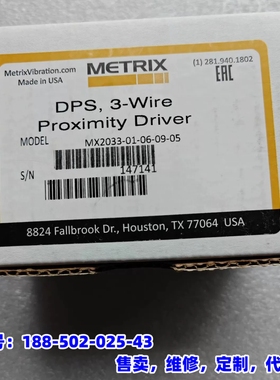 MetrixVibration.com
Made in USA
METRIX
(1) 281.940.1802
EAC
DPS, 3-Wire
Proximity Driver
MODEL MX2033-01-06-09-05
S/N 147141
8824 Fallbrook Dr., Houston, TX 77064 USA
号：188-502-025-43
售卖，维修，定制，代